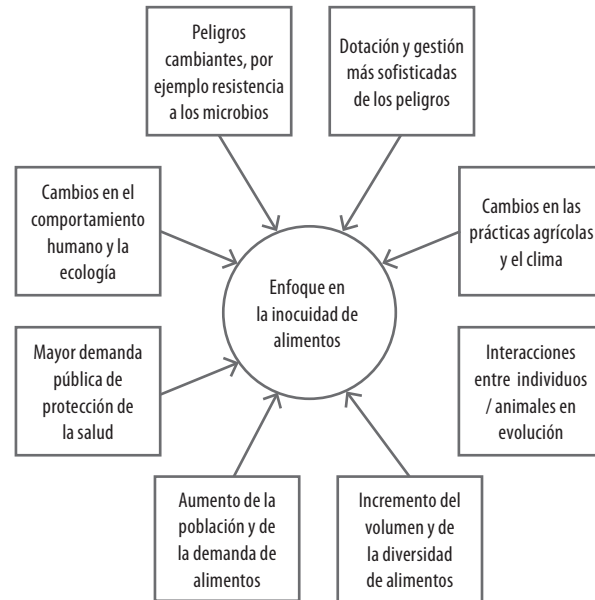 Peligros
cambiantes, por
ejemplo resistencia
a los microbios
Dotación y gestión
más sofisticadas
de los peligros
Cambios en el
comportamiento
humano y la
ecología
Cambios en las
prácticas agrícolas
y el clima
Enfoque en
la inocuidad de
alimentos
Mayor demanda
pública de
protección de
la salud
Interacciones
entre individuos
/ animales en
evolución
Aumento de la
población y de
la demanda de
alimentos
Incremento del
volumen y de
la diversidad
de alimentos